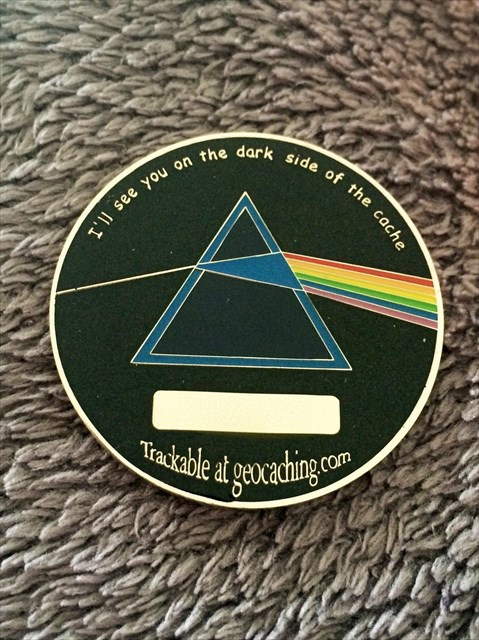 I'll see you on the dark side of the cache
Trackable at geocaching.com